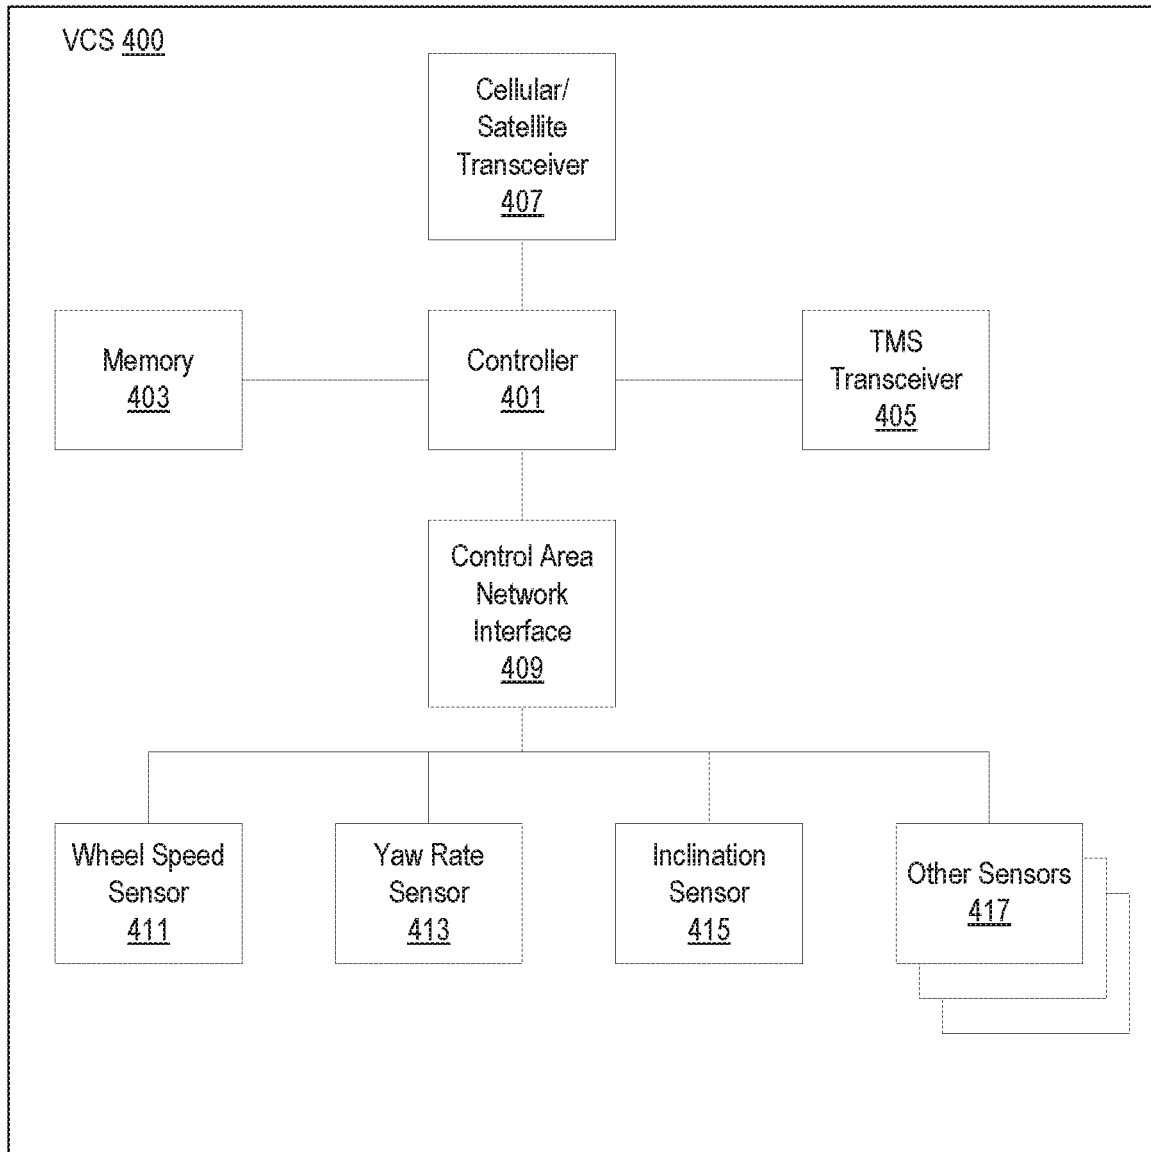 VCS 400
Cellular/
Satellite
Transceiver
407
Memory
403
Controller
401
TMS
Transceiver
405
Control Area
Network
Interface
409
Wheel Speed
Sensor
411
Yaw Rate
Sensor
413
Inclination
Sensor
415
Other Sensors
417